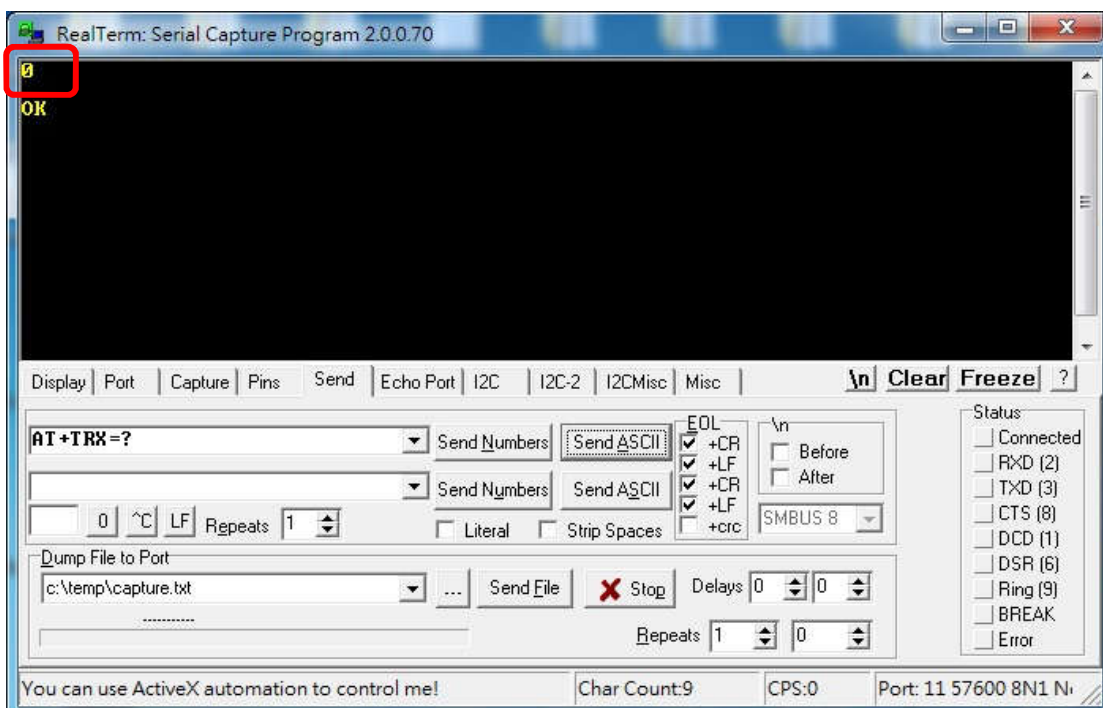 RealTerm: Serial Capture Program 2.0.0.70
0
OK
Display Port Capture Pins Send Echo Port I2C I2C-2 I2CMisc Misc \n Clear Freeze ?
AT+TRX=? Send Numbers Send ASCII
Send Numbers Send ASCII
0 ^C LF Repeats 1 Literal Strip Spaces
EOL
+CR
+LF
+CR
+LF
+crc
\n
Before
After
SMBUS 8
Dump File to Port
c:\temp\capture.txt ... Send File Stop Delays 0 0
Repeats 1 0
Status
Connected
RXD (2)
TXD (3)
CTS (8)
DCD (1)
DSR (6)
Ring (9)
BREAK
Error
You can use ActiveX automation to control me! Char Count:9 CPS:0 Port: 11 57600 8N1